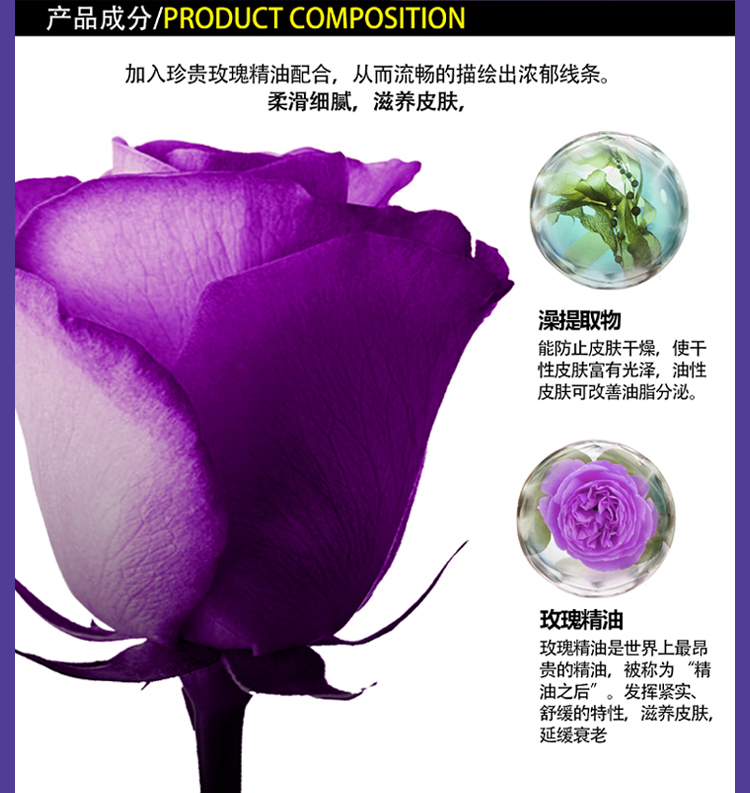 产品成分/PRODUCT COMPOSITION
加入珍贵玫瑰精油配合，从而流畅的描绘出浓郁线条。
柔滑细腻，滋养皮肤，
澡提取物
能防止皮肤干燥，使干
性皮肤富有光泽，油性
皮肤可改善油脂分泌。
玫瑰精油
玫瑰精油是世界上最昂
贵的精油，被称为“精
油之后”。发挥紧实、
舒缓的特性，滋养皮肤,
延缓衰老